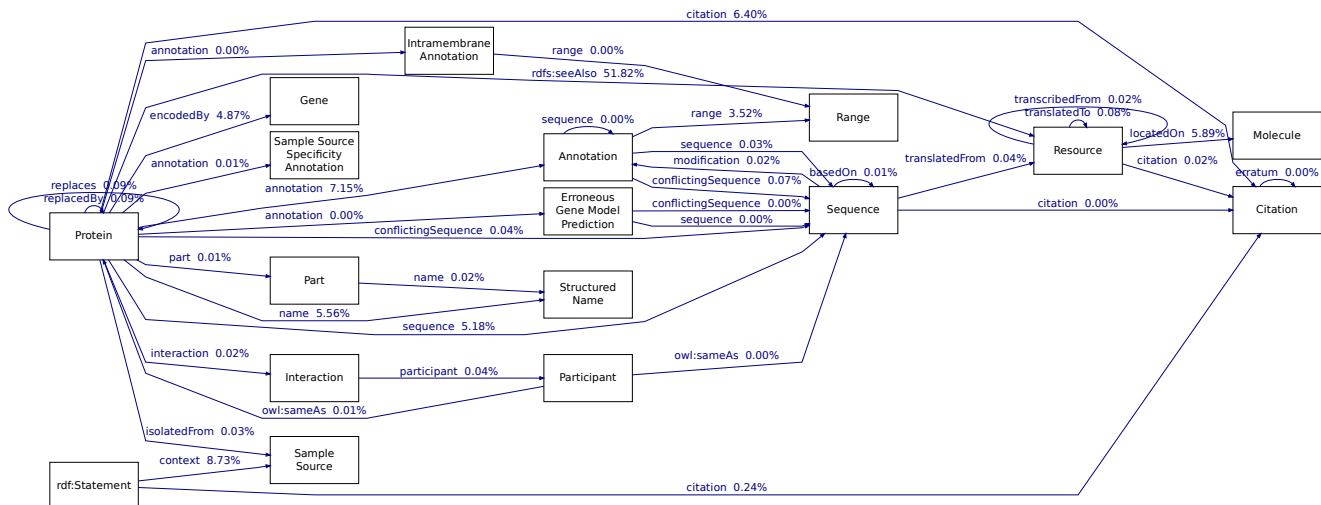 citation 6.40%
annotation 0.00%
Intramembrane
Annotation
range 0.00%
rdfs:seeAlso 51.82%
encodedBy 4.87%
Gene
Sample Source
Specificity
Annotation
annotation 0.01%
replaces 0.09%
replacedBy 0.09%
Protein
annotation 7.15%
annotation 0.00%
conflictingSequence 0.04%
sequence 0.00%
Annotation
range 3.52%
Range
sequence 0.03%
modification 0.02%
conflictingSequence 0.07%
Erroneous
Gene Model
Prediction
conflictingSequence 0.00%
sequence 0.00%
basedOn 0.01%
Sequence
translatedFrom 0.04%
transcribedFrom 0.02%
translatedTo 0.08%
Resource
locatedOn 5.89%
Molecule
citation 0.02%
erratum 0.00%
Citation
citation 0.00%
part 0.01%
Part
name 0.02%
Structured
Name
name 5.56%
sequence 5.18%
interaction 0.02%
Interaction
participant 0.04%
Participant
owl:sameAs 0.00%
owl:sameAs 0.01%
isolatedFrom 0.03%
Sample
Source
context 8.73%
rdf:Statement
citation 0.24%